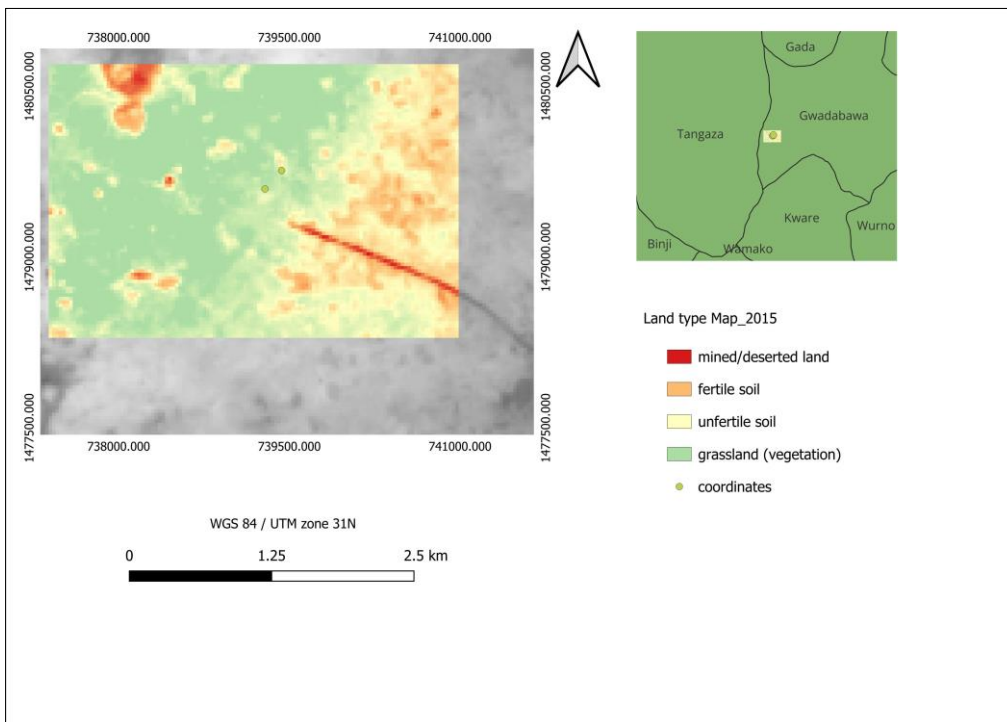 738000.000
739500.000
741000.000
1480500.000
1480500.000
1479000.000
1479000.000
1477500.000
1477500.000
738000.000
739500.000
741000.000
Gada
Gwadabawa
Tangaza
Kware
Wurno
Binji
Wamako
Land type Map_2015
mined/deserted land
fertile soil
unfertile soil
grassland (vegetation)
coordinates
WGS 84 / UTM zone 31N
0
1.25
2.5 km